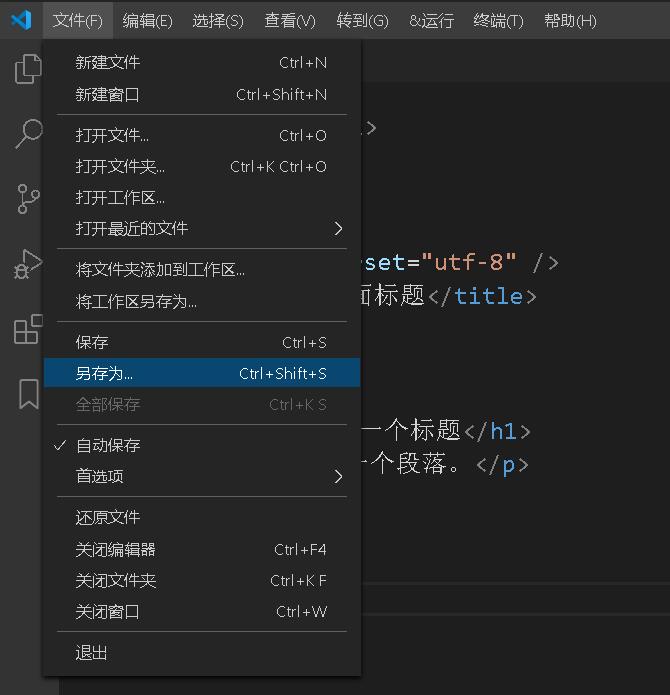 文件(F) 编辑(E) 选择(S) 查看(V) 转到(G) &运行 终端(T) 帮助(H)
新建文件 Ctrl+N
新建窗口 Ctrl+Shift+N
打开文件... Ctrl+O
打开文件夹... Ctrl+K Ctrl+O
打开工作区...
打开最近的文件
将文件夹添加到工作区...
将工作区另存为...
保存 Ctrl+S
另存为... Ctrl+Shift+S
全部保存 Ctrl+K S
自动保存
首选项
还原文件
关闭编辑器 Ctrl+F4
关闭文件夹 Ctrl+K F
关闭窗口 Ctrl+W
退出
>
set="utf-8" />
面标题</title>
一个标题</h1>
一个段落。</p>